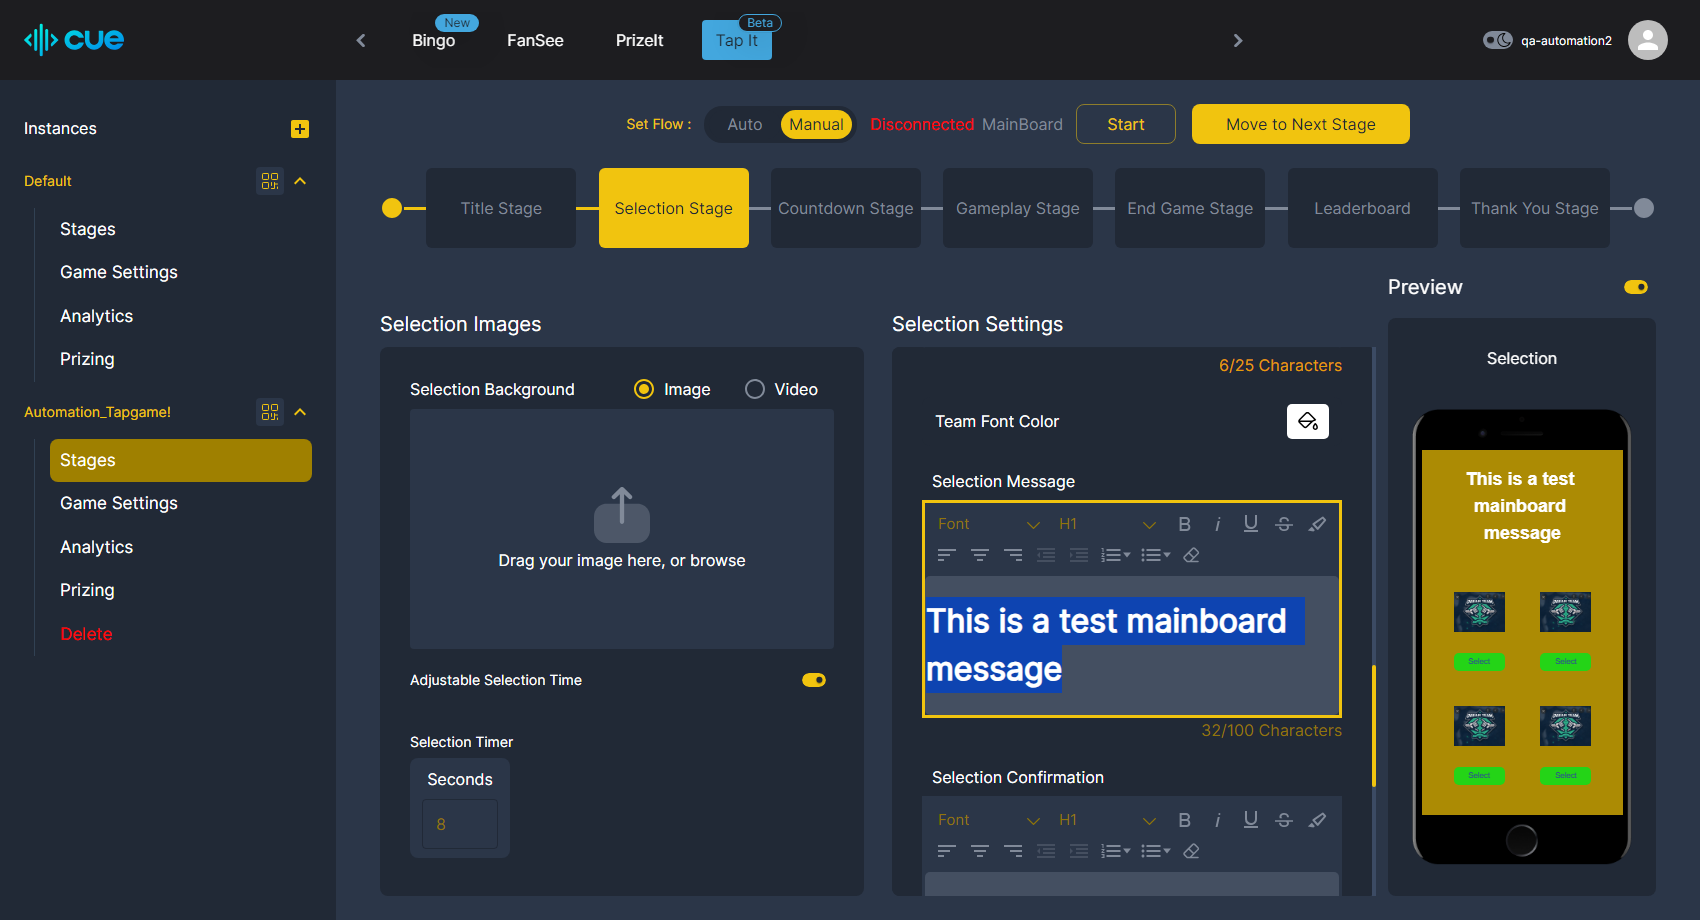 cue
New
Bingo
FanSee
PrizeIt
Beta
Tap It
qa-automation2
Instances
Default
Stages
Game Settings
Analytics
Prizing
Automation_Tapgame!
Stages
Game Settings
Analytics
Prizing
Delete
Set Flow :
Auto
Manual
Disconnected MainBoard
Start
Move to Next Stage
Title Stage
Selection Stage
Countdown Stage
Gameplay Stage
End Game Stage
Leaderboard
Thank You Stage
Selection Images
Selection Background
Image
Video
Drag your image here, or browse
Adjustable Selection Time
Selection Timer
Seconds
8
Selection Settings
6/25 Characters
Team Font Color
Selection Message
Font
H1
This is a test mainboard
message
32/100 Characters
Selection Confirmation
Font
H1
Preview
Selection
This is a test
mainboard
message
Select
Select
Select
Select